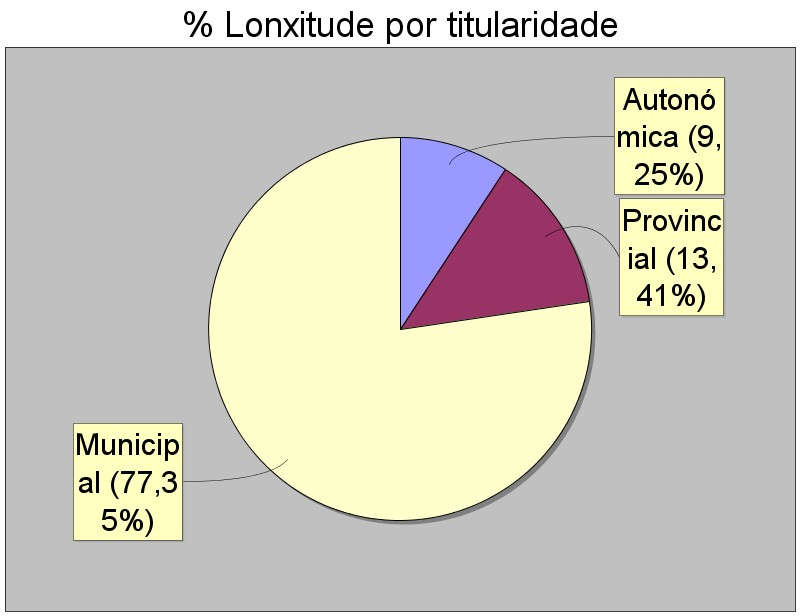 % Lonxitude por titularidade
Autonó
mica (9,
25%)
Provinc
ial (13,
41%)
Municip
al (77,3
5%)